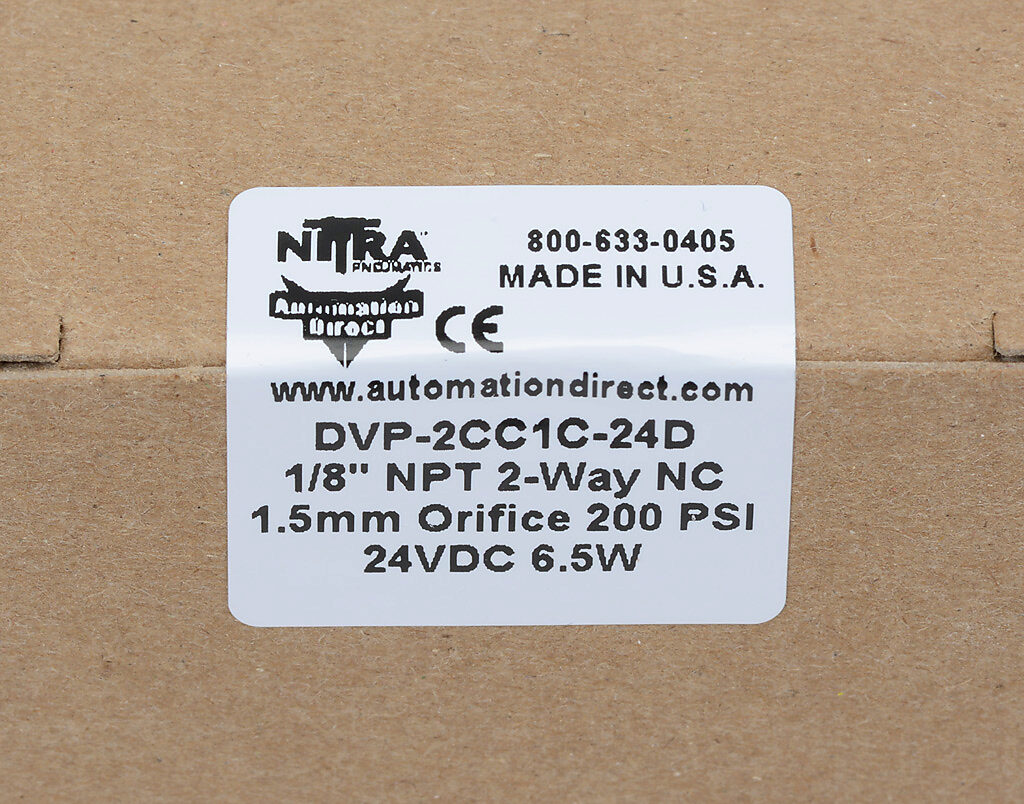 NITRA
PNEUMATICS
Automation
Direct
CE
800-633-0405
MADE IN U.S.A.
www.automationdirect.com
DVP-2CC1C-24D
1/8" NPT 2-Way NC
1.5mm Orifice 200 PSI
24VDC 6.5W